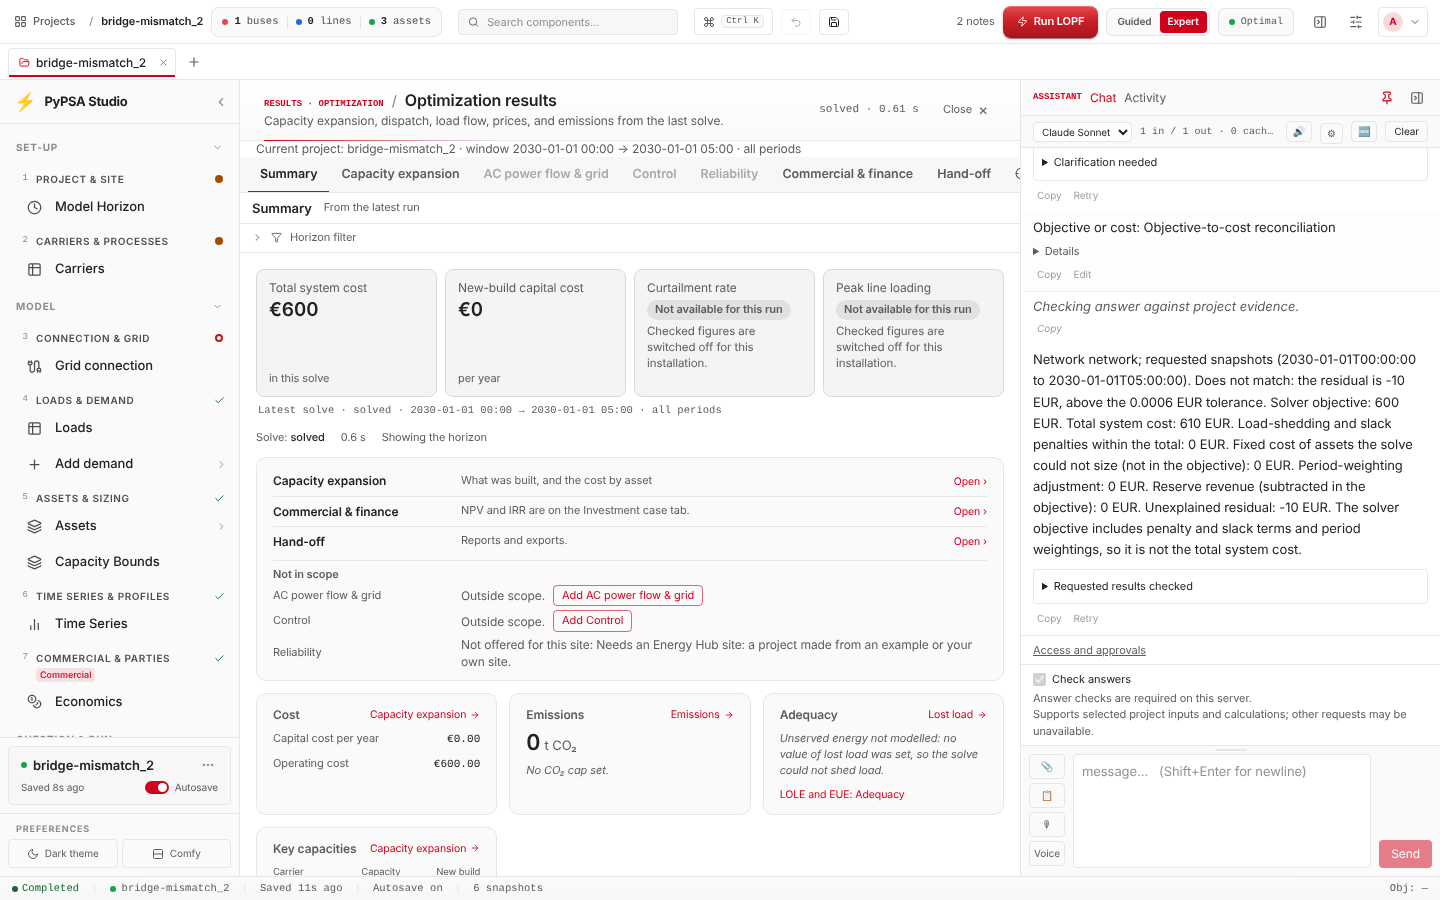 Projects / bridge-mismatch_2
1 buses 0 lines 3 assets
Search components...
⌘ Ctrl K
2 notes
Run LOPF
Guided Expert
Optimal
A
bridge-mismatch_2 ×
+
PyPSA Studio
SET-UP
1 PROJECT & SITE
Model Horizon
2 CARRIERS & PROCESSES
Carriers
MODEL
3 CONNECTION & GRID
Grid connection
4 LOADS & DEMAND
Loads
Add demand
5 ASSETS & SIZING
Assets
Capacity Bounds
6 TIME SERIES & PROFILES
Time Series
7 COMMERCIAL & PARTIES
Commercial
Economics
bridge-mismatch_2 ...
Saved 8s ago Autosave
PREFERENCES
Dark theme Comfy
RESULTS · OPTIMIZATION / Optimization results
Capacity expansion, dispatch, load flow, prices, and emissions from the last solve.
solved · 0.61 s Close ×
Current project: bridge-mismatch_2 · window 2030-01-01 00:00 → 2030-01-01 05:00 · all periods
Summary Capacity expansion AC power flow & grid Control Reliability Commercial & finance Hand-off
Summary From the latest run
Horizon filter
Total system cost
€600
in this solve
New-build capital cost
€0
per year
Curtailment rate
Not available for this run
Checked figures are
switched off for this
installation.
Peak line loading
Not available for this run
Checked figures are
switched off for this
installation.
Latest solve · solved · 2030-01-01 00:00 → 2030-01-01 05:00 · all periods
Solve: solved 0.6 s Showing the horizon
Capacity expansion What was built, and the cost by asset Open ›
Commercial & finance NPV and IRR are on the Investment case tab. Open ›
Hand-off Reports and exports. Open ›
Not in scope
AC power flow & grid Outside scope. Add AC power flow & grid
Control Outside scope. Add Control
Reliability Not offered for this site: Needs an Energy Hub site: a project made from an example or your
own site.
Cost Capacity expansion →
Capital cost per year €0.00
Operating cost €600.00
Emissions Emissions →
0 t CO₂
No CO₂ cap set.
Adequacy Lost load →
Unserved energy not modelled: no
value of lost load was set, so the solve
could not shed load.
LOLE and EUE: Adequacy
Key capacities Capacity expansion →
Carrier Capacity New build
ASSISTANT Chat Activity
Claude Sonnet 1 in / 1 out · 0 cach… Clear
▶ Clarification needed
Copy Retry
Objective or cost: Objective-to-cost reconciliation
▶ Details
Copy Edit
Checking answer against project evidence.
Copy
Network network; requested snapshots (2030-01-01T00:00:00
to 2030-01-01T05:00:00). Does not match: the residual is -10
EUR, above the 0.0006 EUR tolerance. Solver objective: 600
EUR. Total system cost: 610 EUR. Load-shedding and slack
penalties within the total: 0 EUR. Fixed cost of assets the solve
could not size (not in the objective): 0 EUR. Period-weighting
adjustment: 0 EUR. Reserve revenue (subtracted in the
objective): 0 EUR. Unexplained residual: -10 EUR. The solver
objective includes penalty and slack terms and period
weightings, so it is not the total system cost.
▶ Requested results checked
Copy Retry
Access and approvals
Check answers
Answer checks are required on this server.
Supports selected project inputs and calculations; other requests may be
unavailable.
message... (Shift+Enter for newline)
Voice
Send
Completed bridge-mismatch_2 Saved 11s ago Autosave on 6 snapshots Obj: —